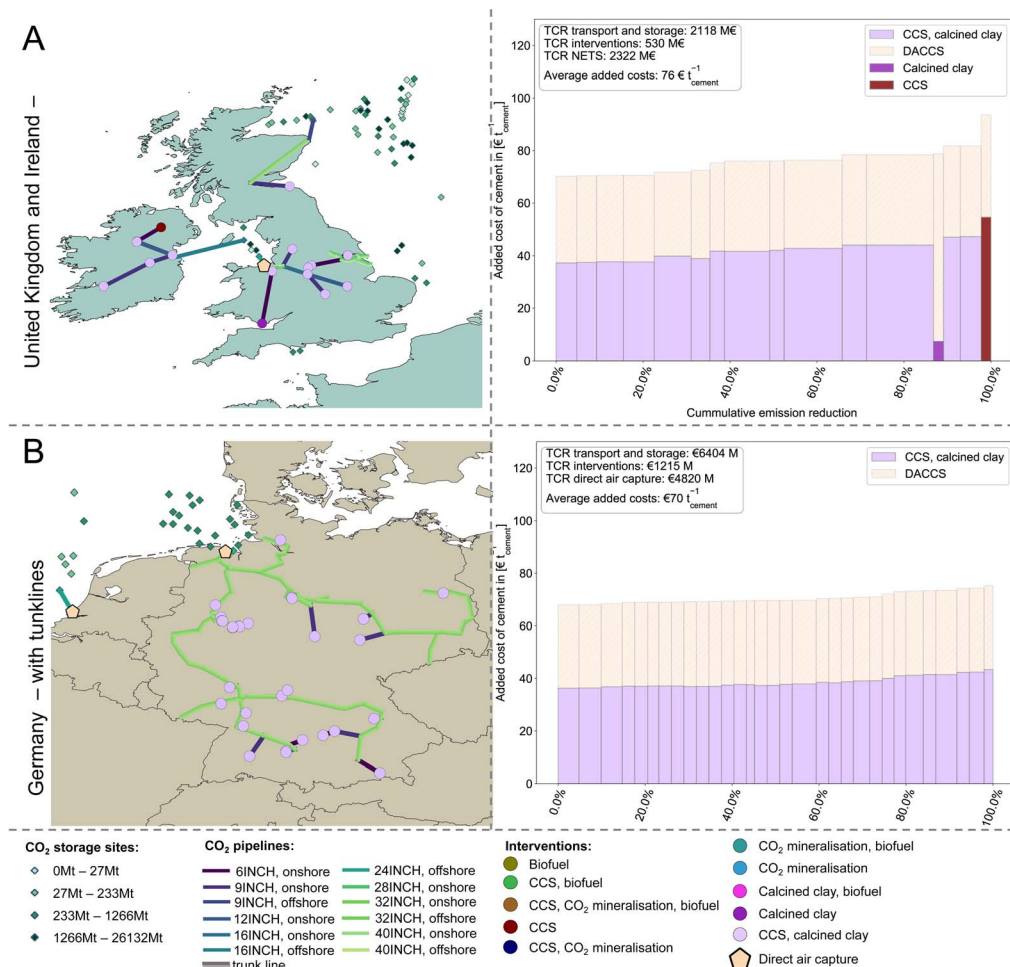 A
United Kingdom and Ireland –
TCR transport and storage: 2118 M€
TCR interventions: 530 M€
TCR NETS: 2322 M€
Average added costs: 76 € t⁻¹cement
CCS, calcined clay
DACCS
Calcined clay
CCS
Added cost of cement in [€ t⁻¹cement]
120
100
80
60
40
20
0
0.0%
20.0%
40.0%
60.0%
80.0%
100.0%
Cummulative emission reduction
B
Germany – with tunklines
TCR transport and storage: €6404 M
TCR interventions: €1215 M
TCR direct air capture: €4820 M
Average added costs: €70 t⁻¹cement
CCS, calcined clay
DACCS
Added cost of cement in [€ t⁻¹cement]
120
100
80
60
40
20
0
0.0%
20.0%
40.0%
60.0%
80.0%
100.0%
CO₂ storage sites:
0Mt – 27Mt
27Mt – 233Mt
233Mt – 1266Mt
1266Mt – 26132Mt
CO₂ pipelines:
6INCH, onshore
9INCH, onshore
9INCH, offshore
12INCH, onshore
16INCH, onshore
16INCH, offshore
trunk line
24INCH, offshore
28INCH, onshore
32INCH, onshore
32INCH, offshore
40INCH, onshore
40INCH, offshore
Interventions:
Biofuel
CCS, biofuel
CCS, CO₂ mineralisation, biofuel
CCS
CCS, CO₂ mineralisation
CO₂ mineralisation, biofuel
CO₂ mineralisation
Calcined clay, biofuel
Calcined clay
CCS, calcined clay
Direct air capture